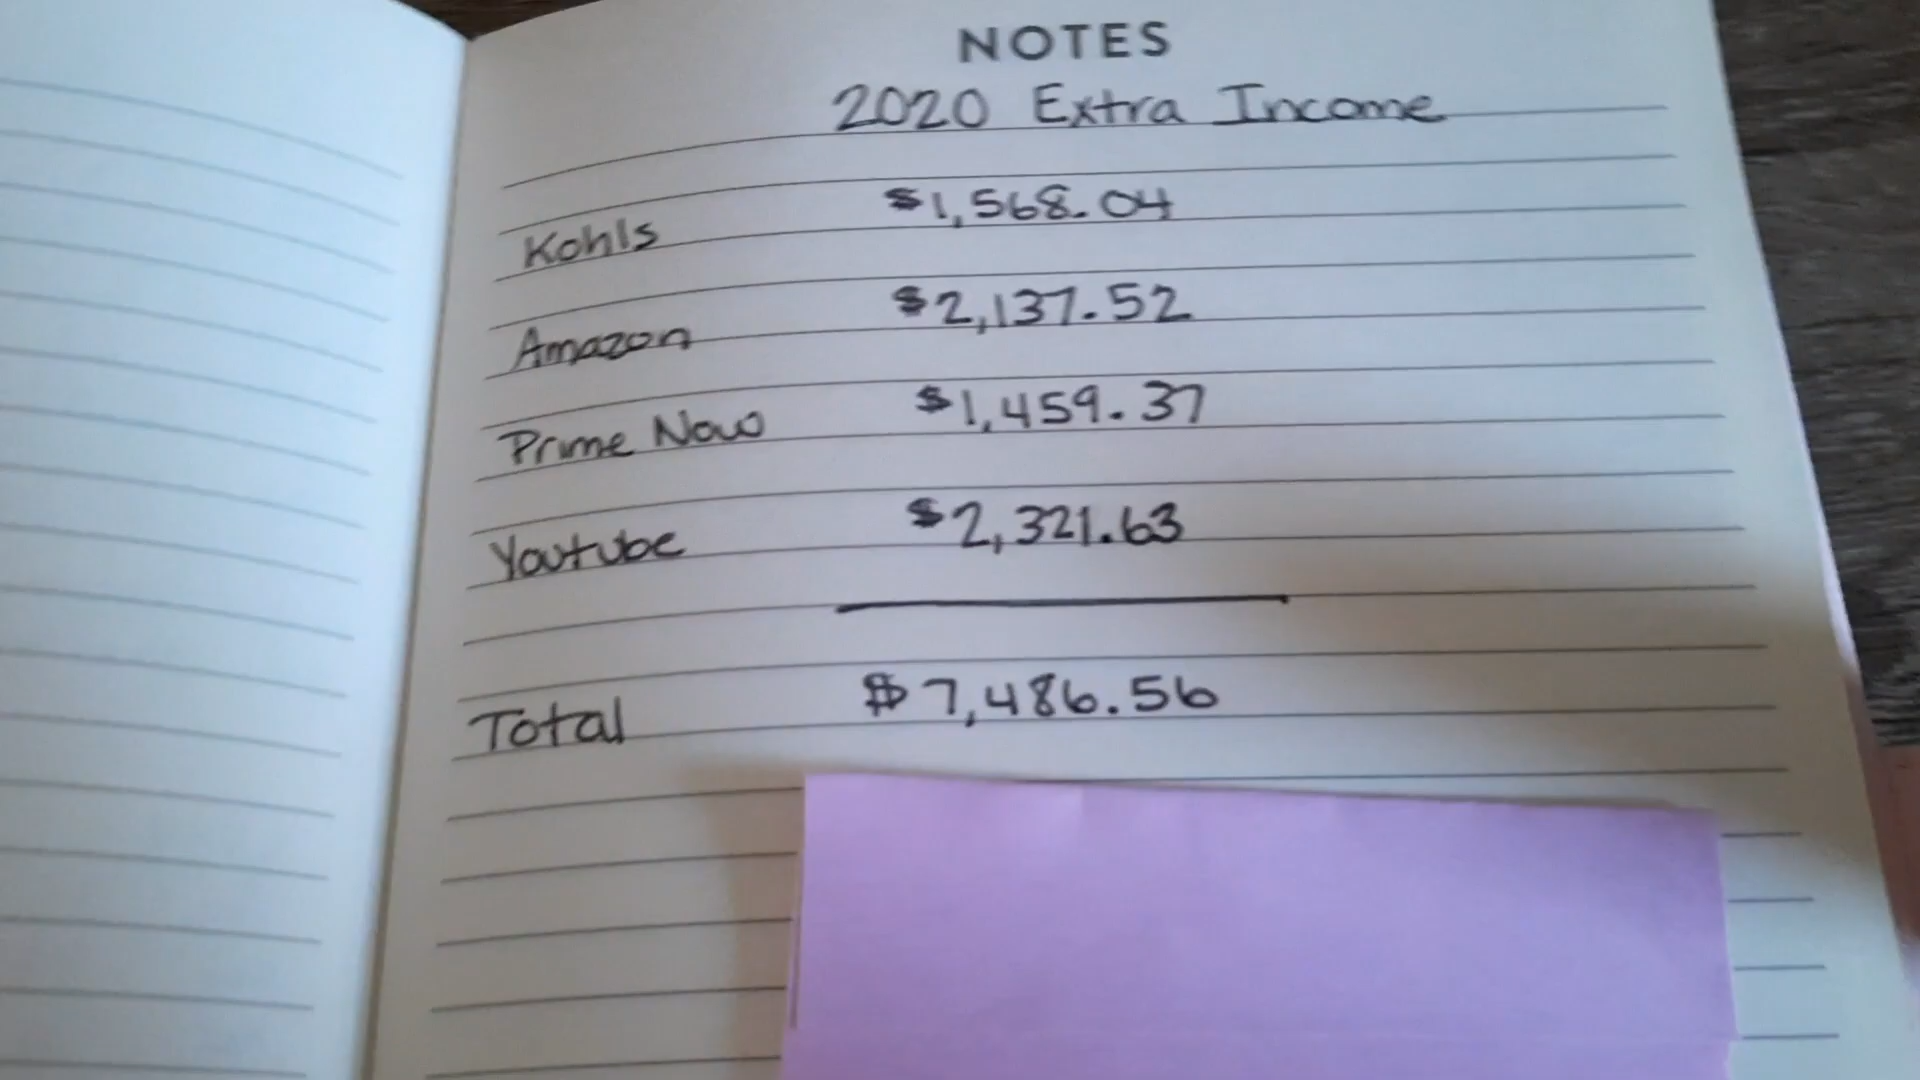 NOTES
2020 Extra Income
Kohls $1,568.04
Amazon $2,137.52
Prime Now $1,459.37
Youtube $2,321.63
Total $7,486.56